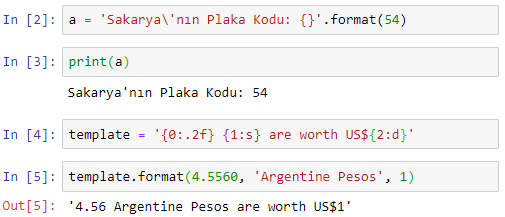 In [2]: a = 'Sakarya\'nın Plaka Kodu: {}'.format(54)
In [3]: print(a)
Sakarya'nın Plaka Kodu: 54
In [4]: template = '{0:.2f} {1:s} are worth US${2:d}'
In [5]: template.format(4.5560, 'Argentine Pesos', 1)
Out[5]: '4.56 Argentine Pesos are worth US$1'